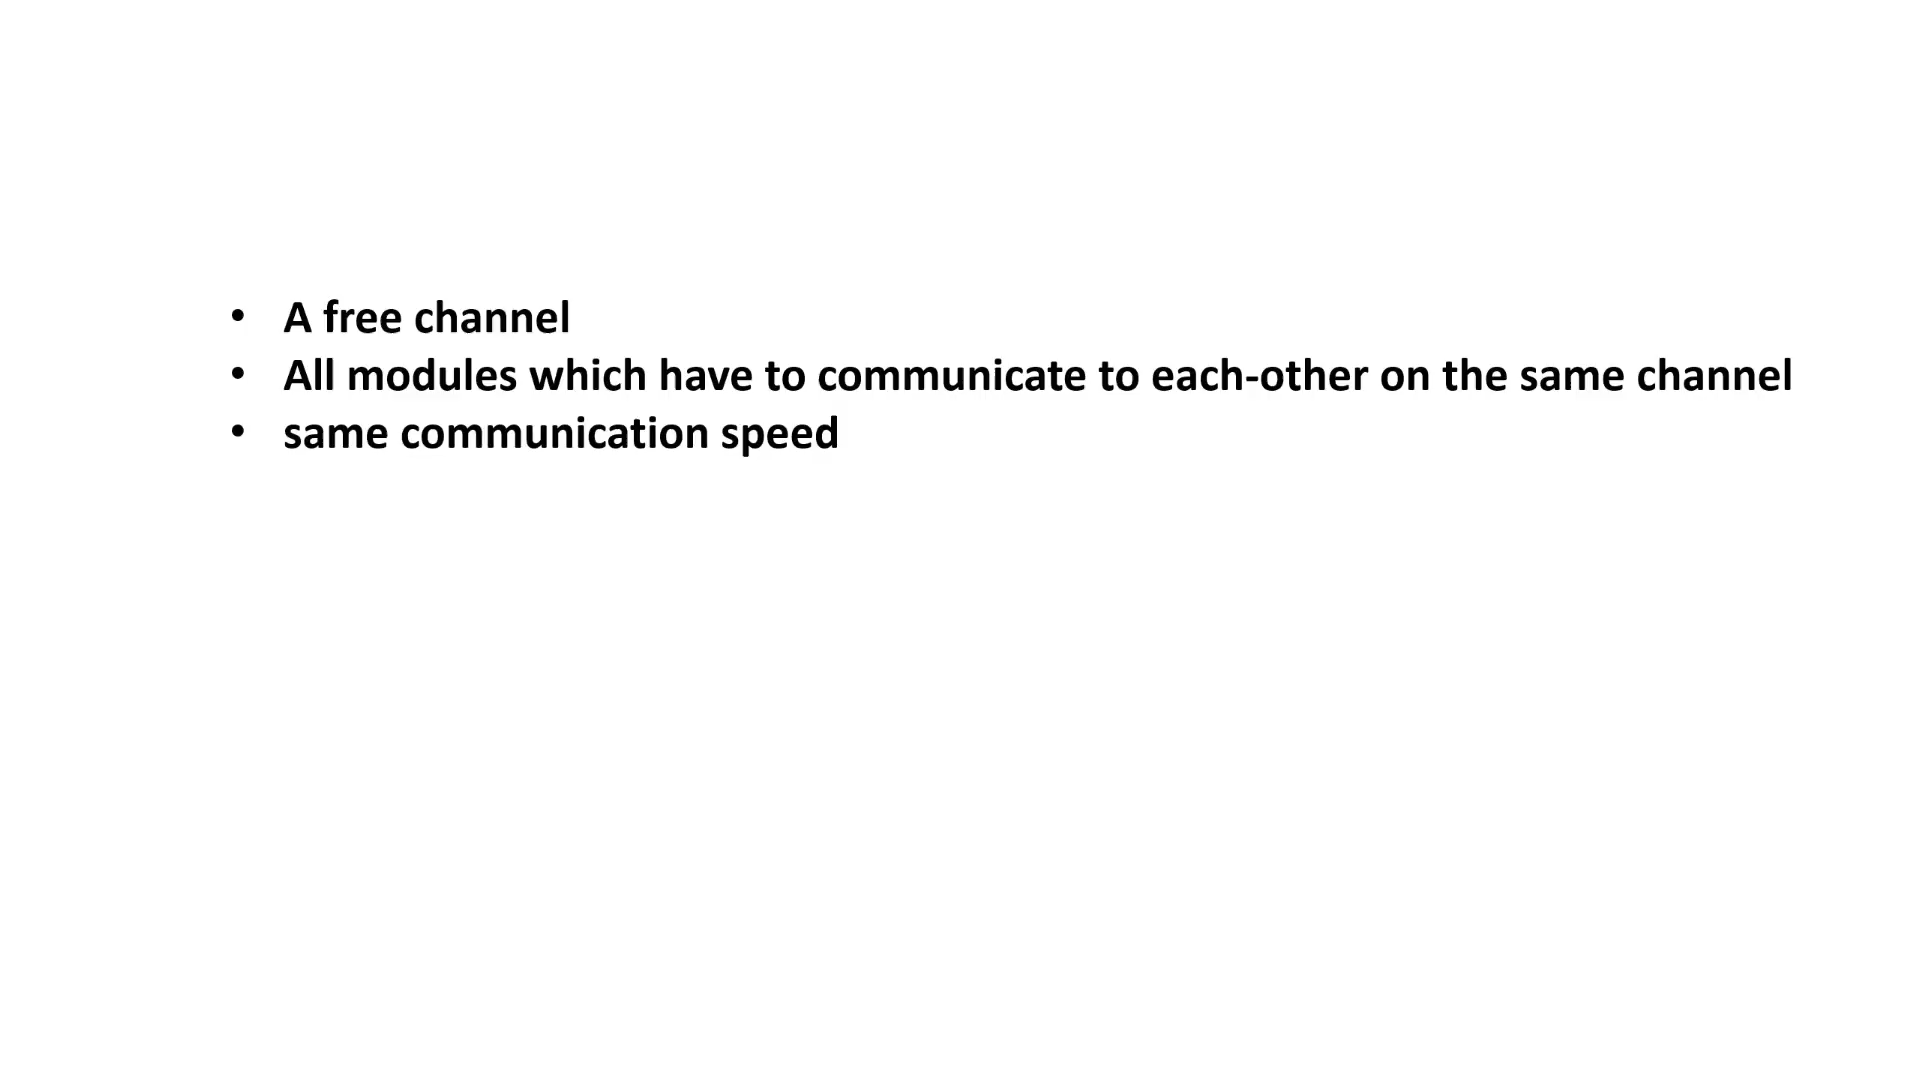 • A free channel
• All modules which have to communicate to each-other on the same channel
• same communication speed